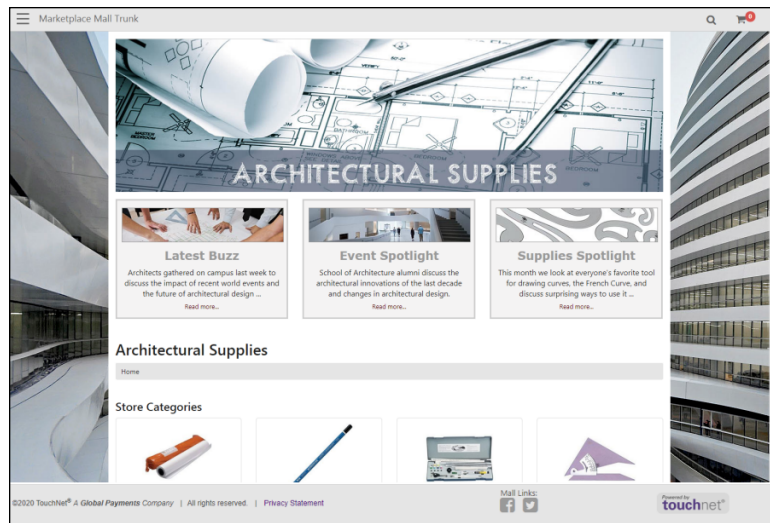 Marketplace Mall Trunk
0
MASTER
BEDROOM
BATHROOM
BEDROOM
BEDROOM
ARCHITECTURAL SUPPLIES
Latest Buzz
Architects gathered on campus last week to
discuss the impact of recent world events and
the future of architectural design ...
Read more..
Event Spotlight
School of Architecture alumni discuss the
architectural innovations of the last decade
and changes in architectural design.
Read more..
Supplies Spotlight
This month we look at everyone's favorite tool
for drawing curves, the French Curve, and
discuss surprising ways to use it ...
Read more..
Architectural Supplies
Home
Store Categories
©2020 TouchNet® A Global Payments Company | All rights reserved. | Privacy Statement
Mall Links:
Powered by
touchnet®